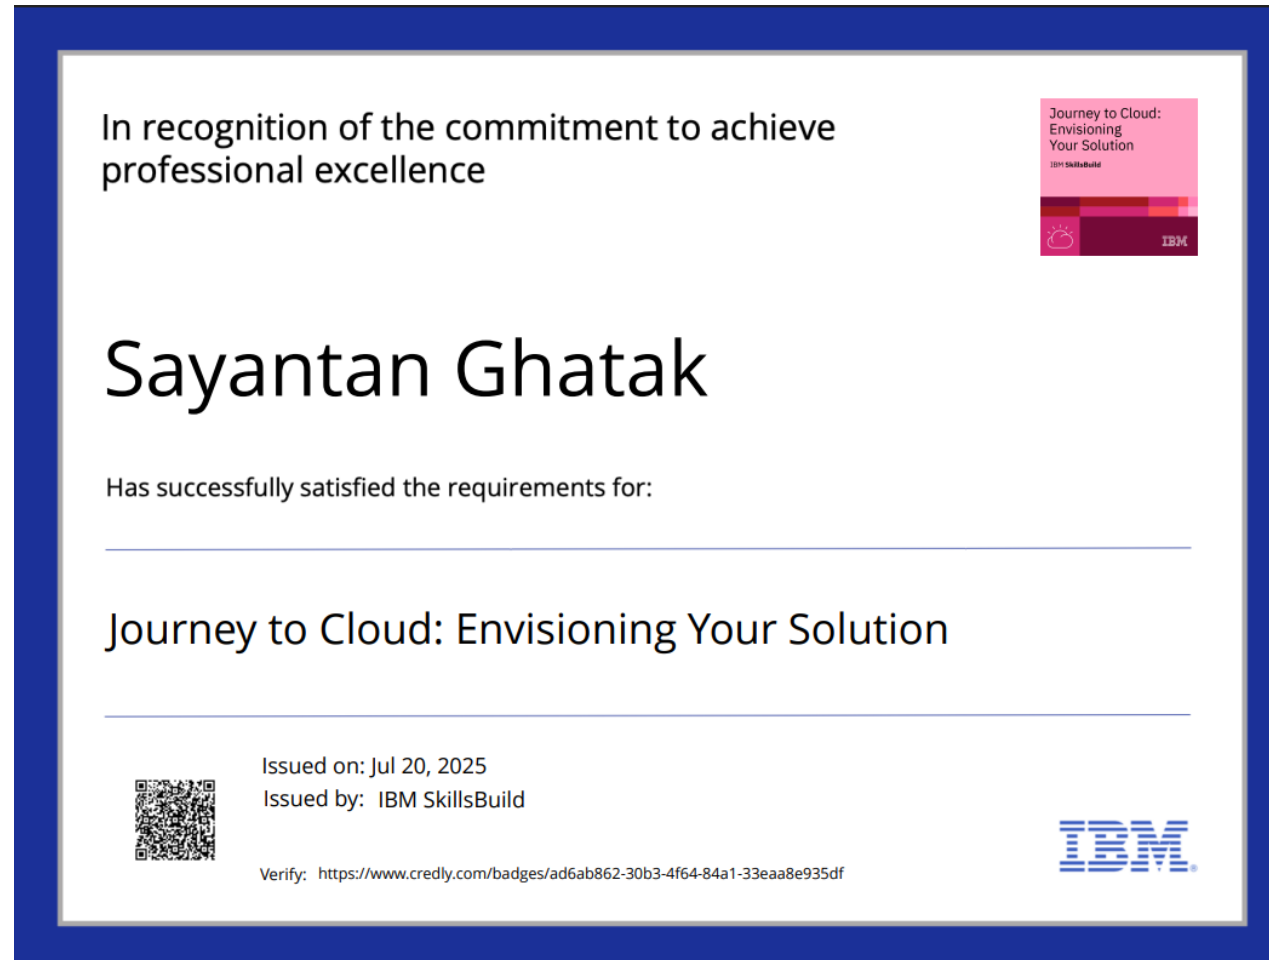 In recognition of the commitment to achieve
professional excellence
Journey to Cloud:
Envisioning
Your Solution
IBM SkillsBuild
IBM
Sayantan Ghatak
Has successfully satisfied the requirements for:
Journey to Cloud: Envisioning Your Solution
Issued on: Jul 20, 2025
Issued by: IBM SkillsBuild
Verify: https://www.credly.com/badges/ad6ab862-30b3-4f64-84a1-33eaa8e935df
IBM®